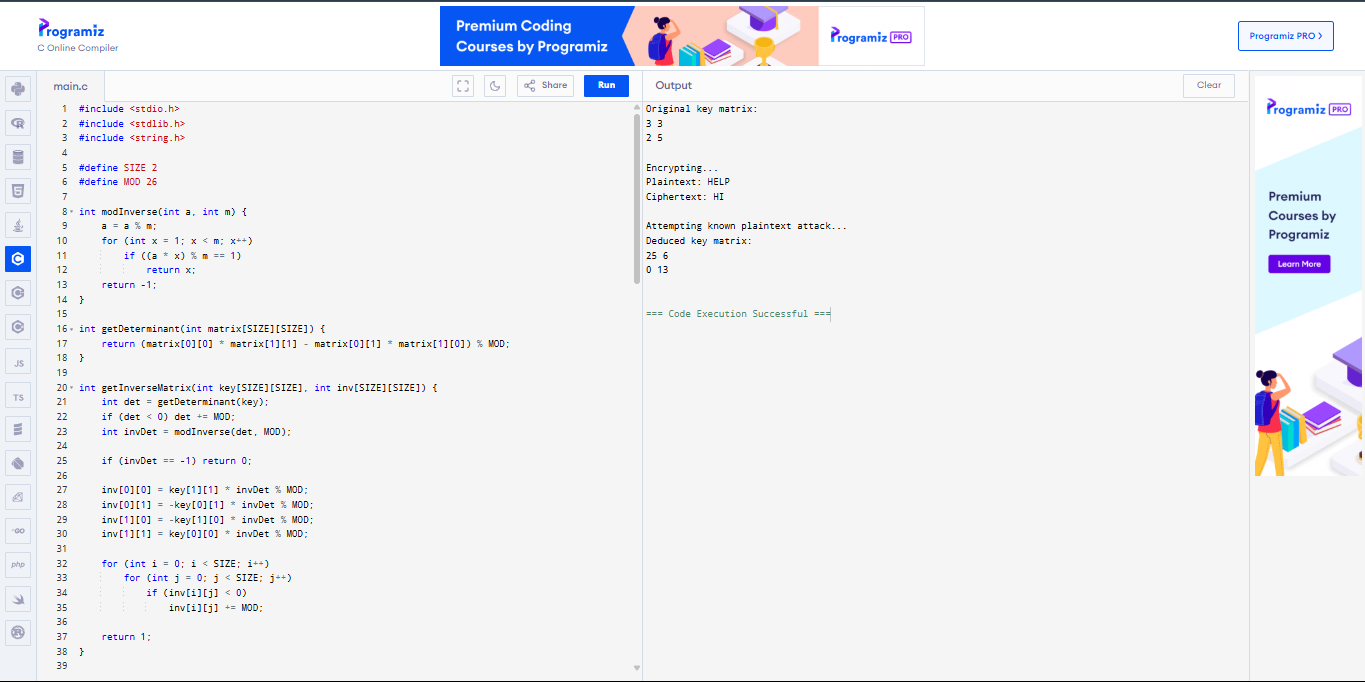 Programiz
C Online Compiler
Premium Coding
Courses by Programiz
Programiz PRO
Programiz PRO >
main.c
Share
Run
Output
Clear
1 #include <stdio.h>
2 #include <stdlib.h>
3 #include <string.h>
4
5 #define SIZE 2
6 #define MOD 26
7
8 int modInverse(int a, int m) {
9     a = a % m;
10     for (int x = 1; x < m; x++)
11         if ((a * x) % m == 1)
12             return x;
13     return -1;
14 }
15
16 int getDeterminant(int matrix[SIZE][SIZE]) {
17     return (matrix[0][0] * matrix[1][1] - matrix[0][1] * matrix[1][0]) % MOD;
18 }
19
20 int getInverseMatrix(int key[SIZE][SIZE], int inv[SIZE][SIZE]) {
21     int det = getDeterminant(key);
22     if (det < 0) det += MOD;
23     int invDet = modInverse(det, MOD);
24
25     if (invDet == -1) return 0;
26
27     inv[0][0] = key[1][1] * invDet % MOD;
28     inv[0][1] = -key[0][1] * invDet % MOD;
29     inv[1][0] = -key[1][0] * invDet % MOD;
30     inv[1][1] = key[0][0] * invDet % MOD;
31
32     for (int i = 0; i < SIZE; i++)
33         for (int j = 0; j < SIZE; j++)
34             if (inv[i][j] < 0)
35                 inv[i][j] += MOD;
36
37     return 1;
38 }
39
Original key matrix:
3 3
2 5
Encrypting...
Plaintext: HELP
Ciphertext: HI
Attempting known plaintext attack...
Deduced key matrix:
25 6
0 13
=== Code Execution Successful ===
JS
TS
GO
php
Programiz PRO
Premium
Courses by
Programiz
Learn More